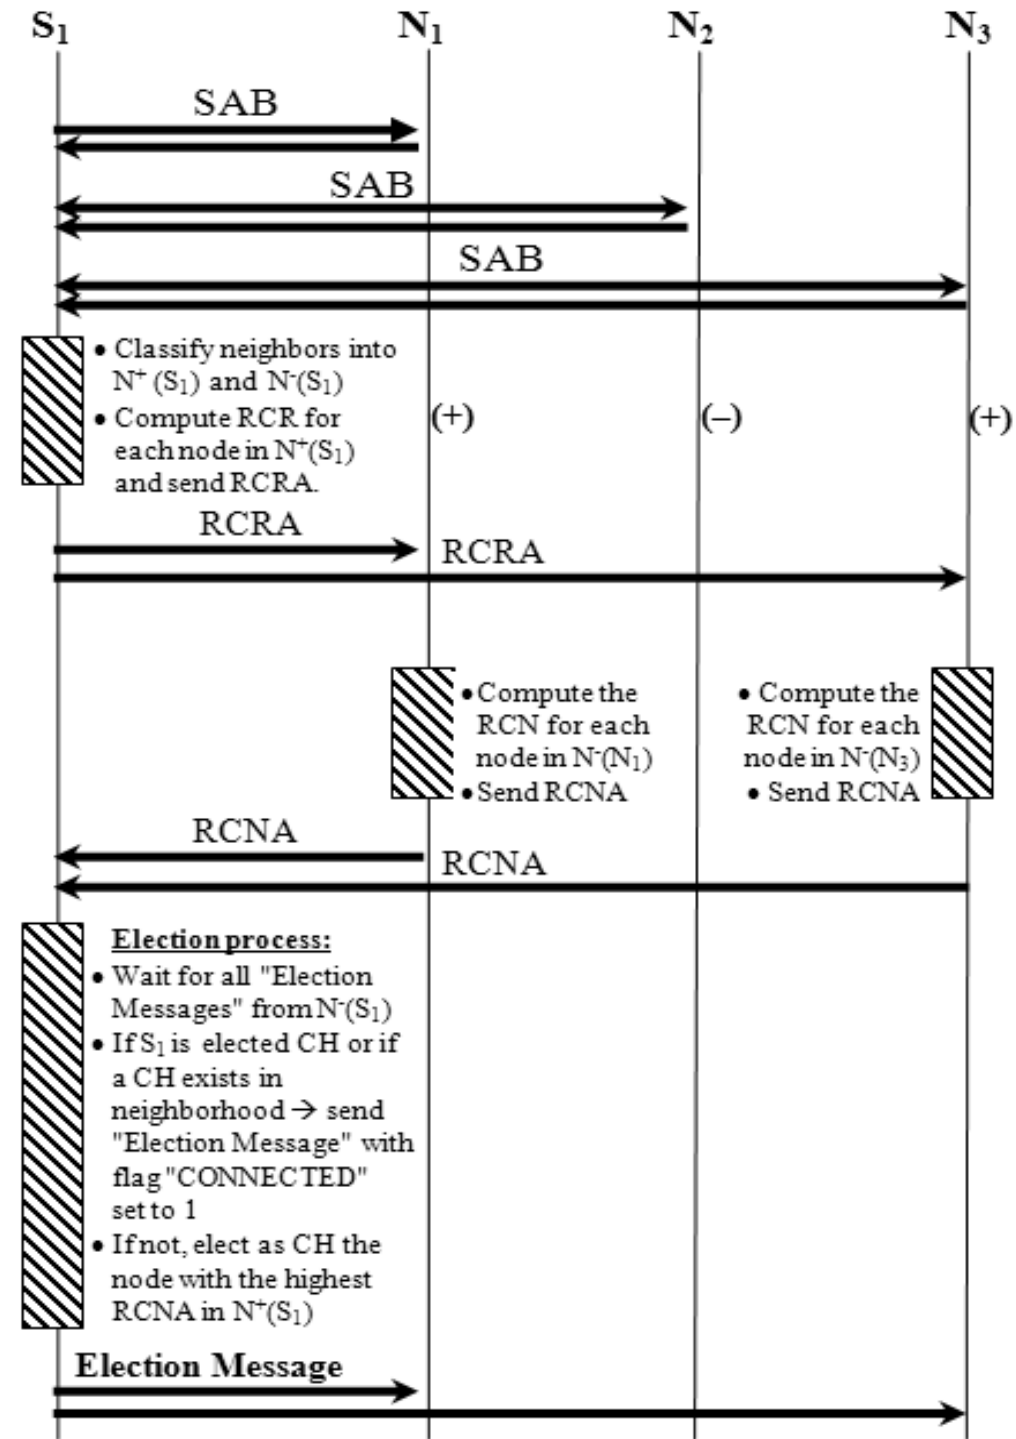 S₁ N₁ N₂ N₃
SAB
SAB
SAB
• Classify neighbors into
N⁺ (S₁) and N⁻(S₁)
• Compute RCR for
each node in N⁺(S₁)
and send RCRA.
(+) (–) (+)
RCRA
RCRA
• Compute the
RCN for each
node in N⁻(N₁)
• Send RCNA
• Compute the
RCN for each
node in N⁻(N₃)
• Send RCNA
RCNA
RCNA
Election process:
• Wait for all "Election
Messages" from N⁻(S₁)
• If S₁ is elected CH or if
a CH exists in
neighborhood → send
"Election Message" with
flag "CONNECTED"
set to 1
• If not, elect as CH the
node with the highest
RCNA in N⁺(S₁)
Election Message